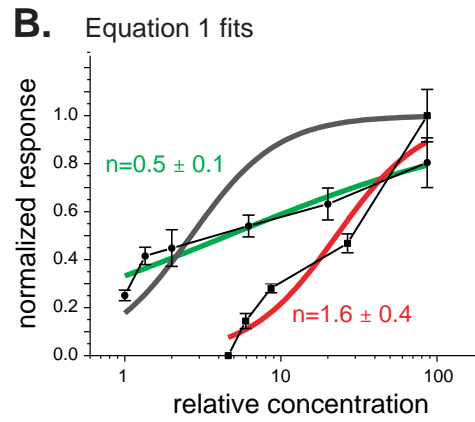 B. Equation 1 fits
normalized response
1.0
0.8
0.6
0.4
0.2
0.0
n=0.5 ± 0.1
n=1.6 ± 0.4
1
10
100
relative concentration